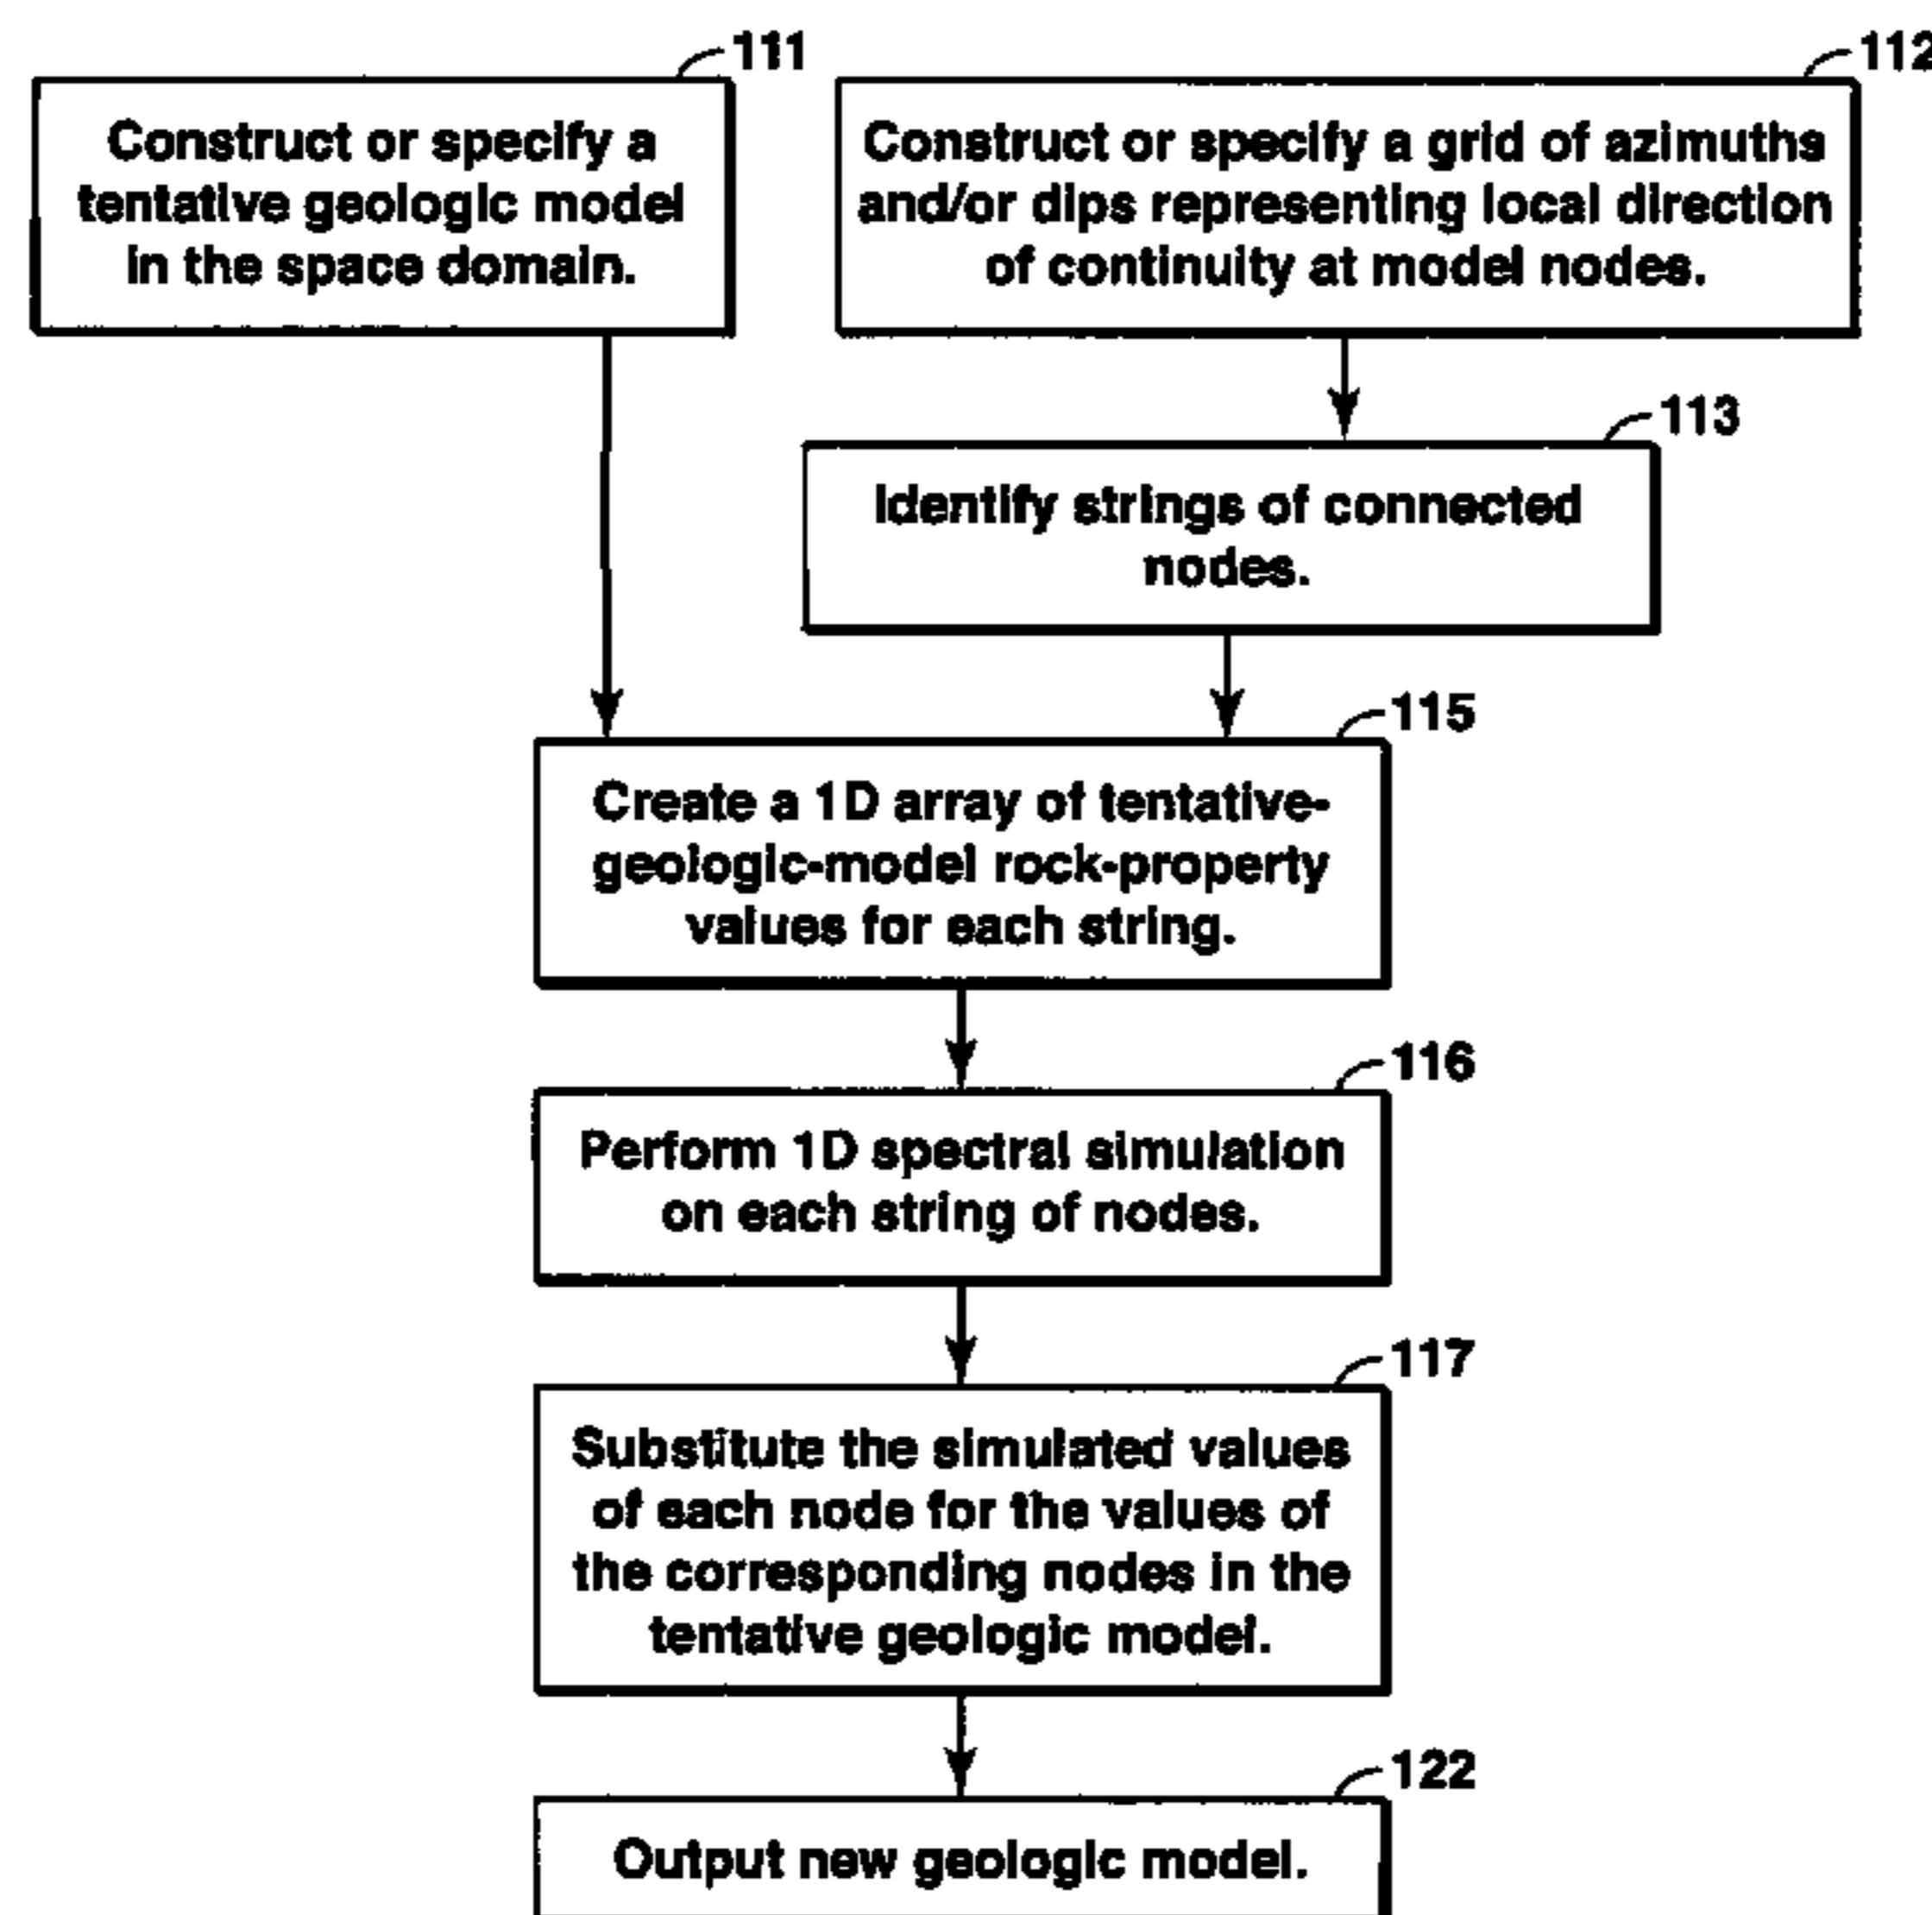 111
Construct or specify a
tentative geologic model
in the space domain.
112
Construct or specify a grid of azimuths
and/or dips representing local direction
of continuity at model nodes.
113
Identify strings of connected
nodes.
115
Create a 1D array of tentative-
geologic-model rock-property
values for each string.
116
Perform 1D spectral simulation
on each string of nodes.
117
Substitute the simulated values
of each node for the values of
the corresponding nodes in the
tentative geologic model.
122
Output new geologic model.